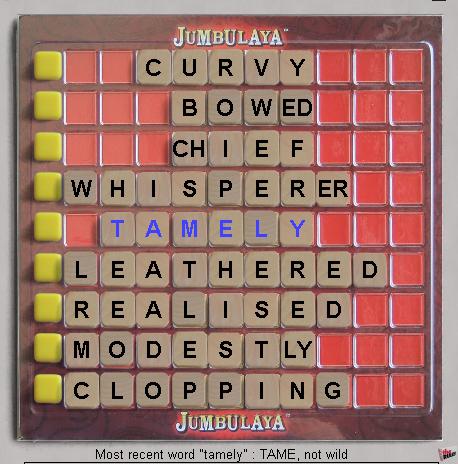 JUMBULAYA
CURVY
BOWED
CHIEF
WHISPERER
TAMELY
LEATHERED
REALISED
MODESTLY
CLOPPING
JUMBULAYA
Most recent word "tamely" : TAME, not wild